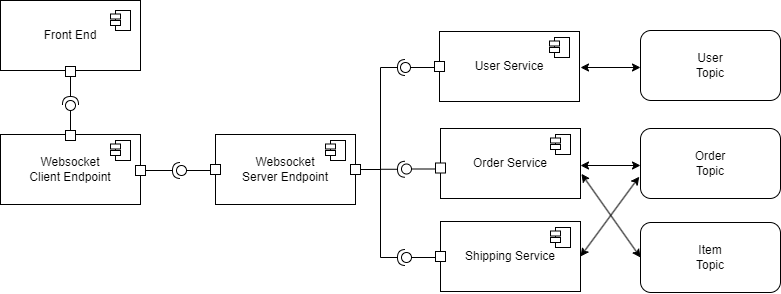 Front End
User Service
User
Topic
Websocket
Client Endpoint
Websocket
Server Endpoint
Order Service
Order
Topic
Shipping Service
Item
Topic